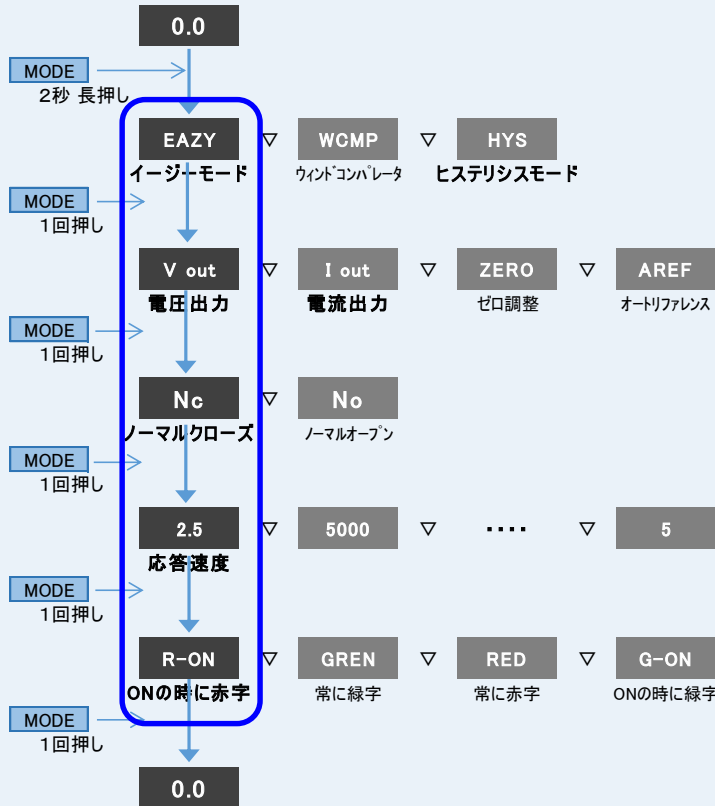 0.0
MODE
2秒 長押し
EAZY ▽ WCMP ▽ HYS
イージーモード ウィンドコンパレータ ヒステリシスモード
MODE
1回押し
V out ▽ I out ▽ ZERO ▽ AREF
電圧出力 電流出力 ゼロ調整 オートリファレンス
MODE
1回押し
Nc ▽ No
ノーマルクローズ ノーマルオープン
MODE
1回押し
2.5 ▽ 5000 ▽ ···· ▽ 5
応答速度
MODE
1回押し
R-ON ▽ GREN ▽ RED ▽ G-ON
ONの時に赤字 常に緑字 常に赤字 ONの時に緑字
MODE
1回押し
0.0